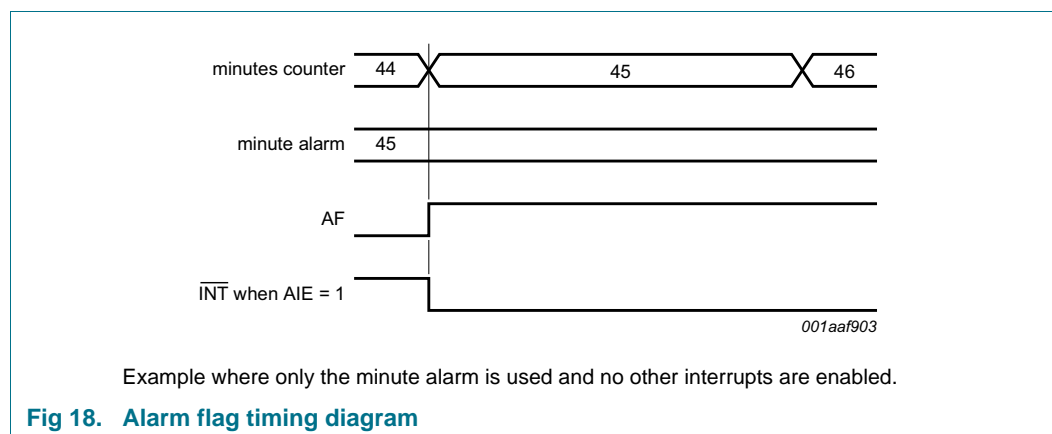 minutes counter 44 45 46
minute alarm 45
AF
INT when AIE = 1
001aaf903
Example where only the minute alarm is used and no other interrupts are enabled.
Fig 18. Alarm flag timing diagram